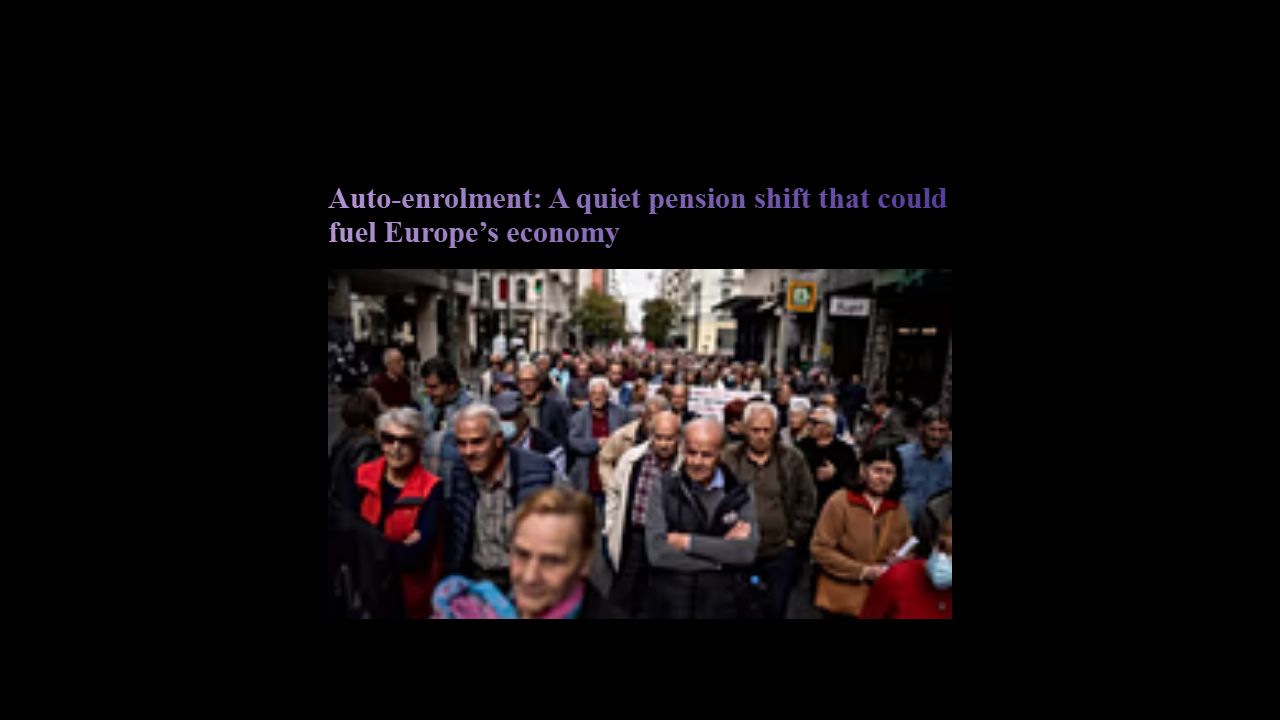 Auto-enrolment: A quiet pension shift that could
fuel Europe’s economy